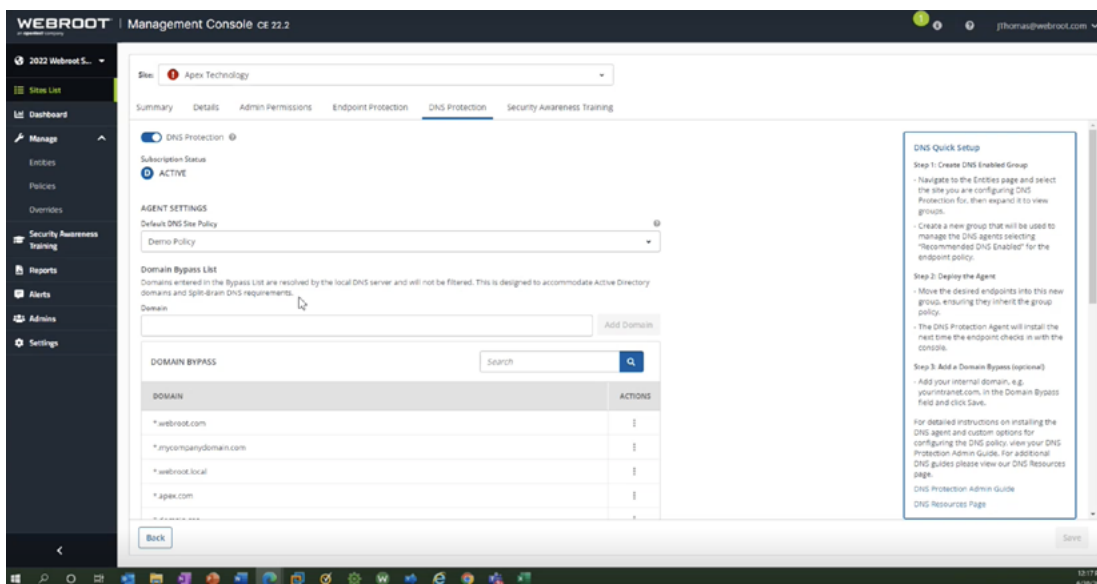 WEBROOT | Management Console CE 22.2
an opentext company
1
jThomas@webroot.com
2022 Webroot S...
Sites List
Dashboard
Manage
Entities
Policies
Overrides
Security Awareness
Training
Reports
Alerts
Admins
Settings
Site:
Apex Technology
Summary
Details
Admin Permissions
Endpoint Protection
DNS Protection
Security Awareness Training
DNS Protection
Subscription Status
D ACTIVE
AGENT SETTINGS
Default DNS Site Policy
Demo Policy
Domain Bypass List
Domains entered in the Bypass List are resolved by the local DNS server and will not be filtered. This is designed to accommodate Active Directory
domains and Split-Brain DNS requirements.
Domain
Add Domain
DOMAIN BYPASS
Search
DOMAIN
ACTIONS
*.webroot.com
*.mycompanydomain.com
*.webroot.local
*.apex.com
Back
Save
DNS Quick Setup
Step 1: Create DNS Enabled Group
- Navigate to the Entities page and select
the site you are configuring DNS
Protection for, then expand it to view
groups.
- Create a new group that will be used to
manage the DNS agents selecting
"Recommended DNS Enabled" for the
endpoint policy.
Step 2: Deploy the Agent
- Move the desired endpoints into this new
group, ensuring they inherit the group
policy.
- The DNS Protection Agent will install the
next time the endpoint checks in with the
console.
Step 3: Add a Domain Bypass (optional)
- Add your internal domain, e.g.
yourintranet.com, in the Domain Bypass
field and click Save.
For detailed instructions on installing the
DNS agent and custom options for
configuring the DNS policy, view your DNS
Protection Admin Guide. For additional
DNS guides please view our DNS Resources
page.
DNS Protection Admin Guide
DNS Resources Page